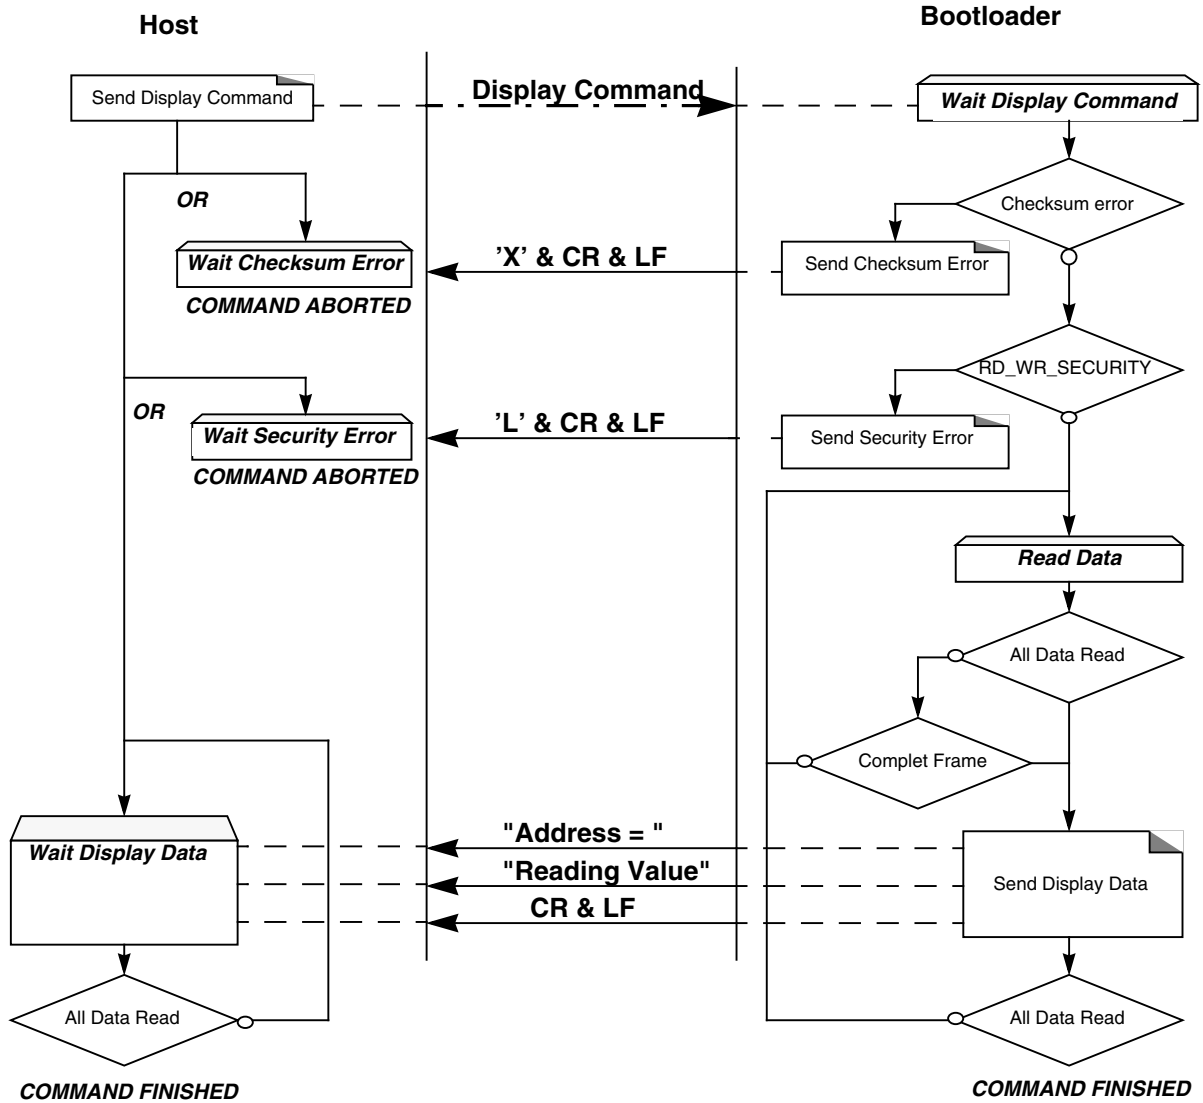 Host
Bootloader
Send Display Command
Display Command
Wait Display Command
OR
Checksum error
Wait Checksum Error
'X' & CR & LF
Send Checksum Error
COMMAND ABORTED
RD_WR_SECURITY
OR
Wait Security Error
'L' & CR & LF
Send Security Error
COMMAND ABORTED
Read Data
All Data Read
Complet Frame
Wait Display Data
"Address = "
"Reading Value"
CR & LF
Send Display Data
All Data Read
All Data Read
COMMAND FINISHED
COMMAND FINISHED